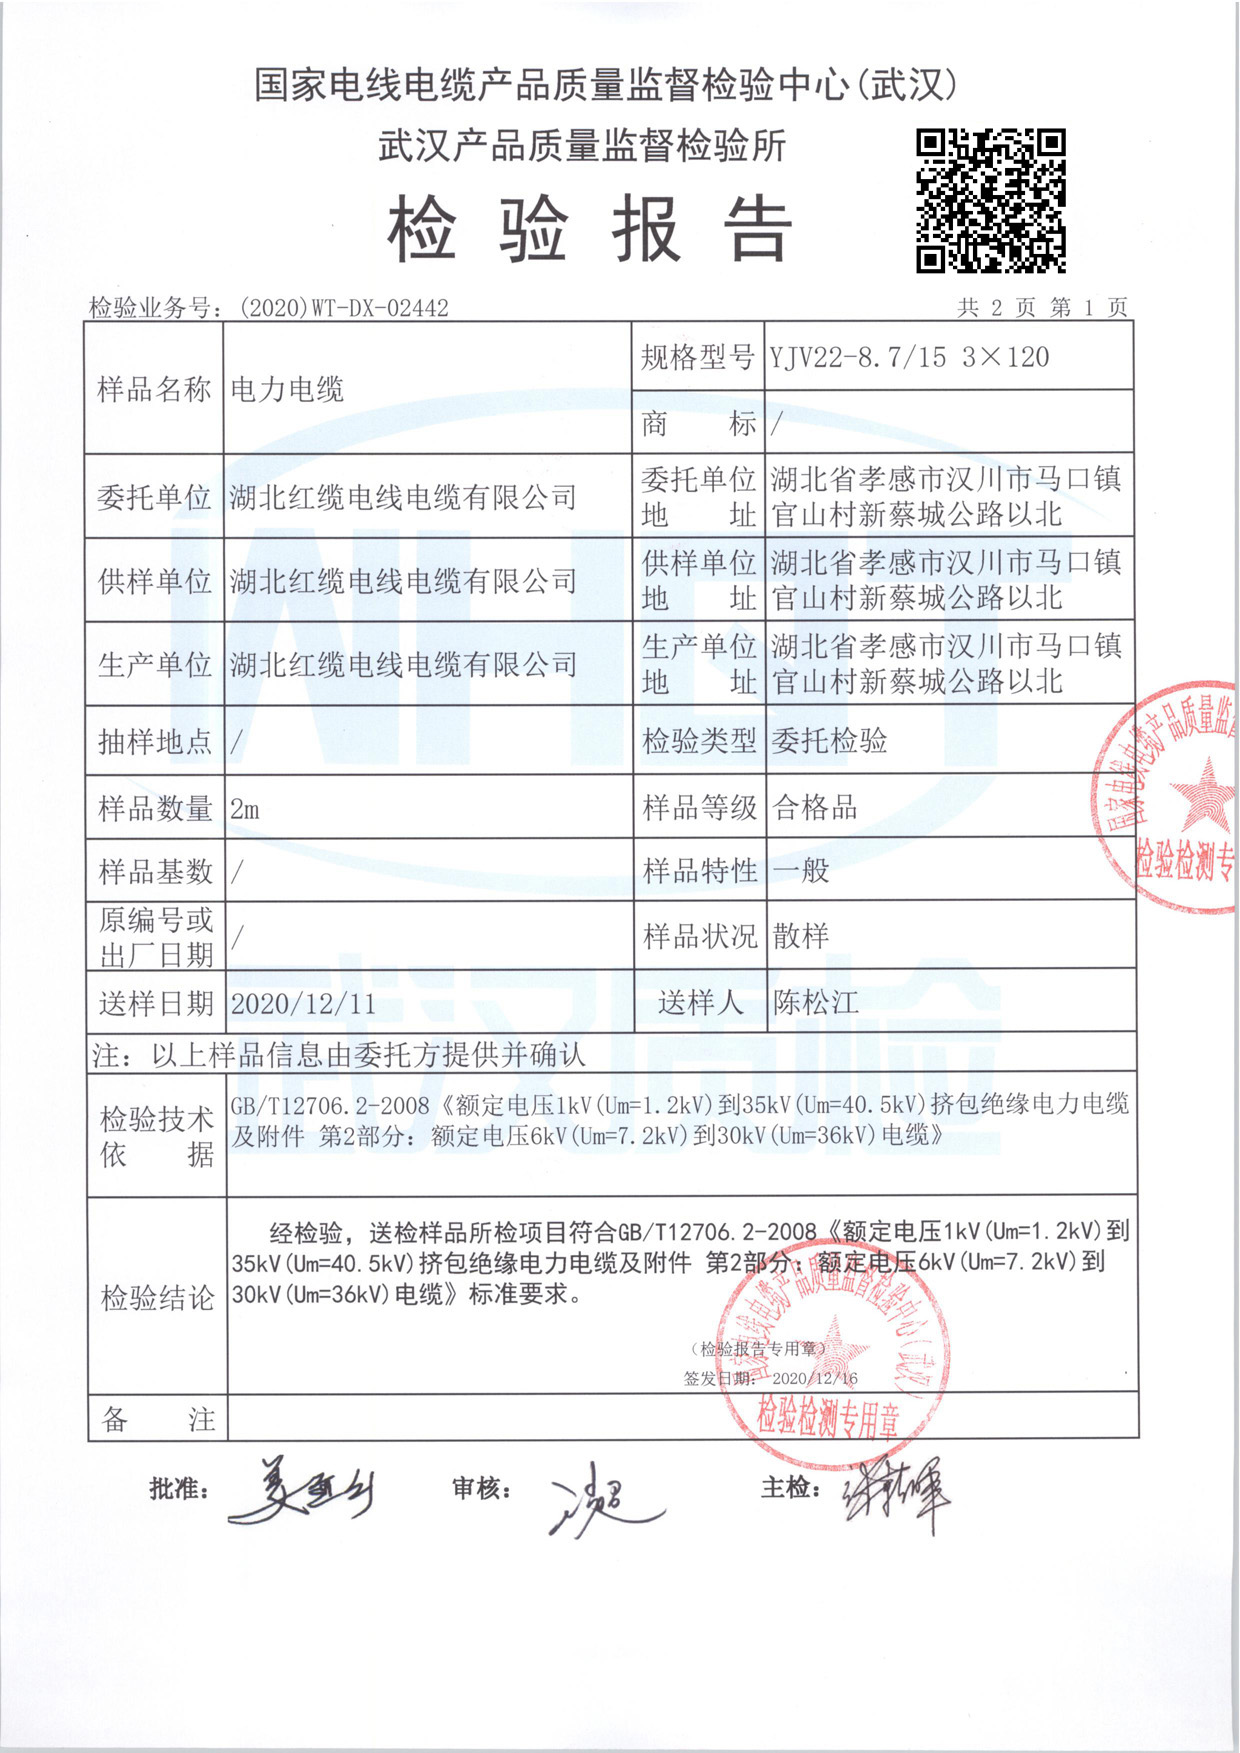 国家电线电缆产品质量监督检验中心(武汉)
武汉产品质量监督检验所
检验报告
检验业务号：(2020)WT-DX-02442
共 2 页 第 1 页
样品名称 电力电缆
规格型号 YJV22-8.7/15 3×120
商 标 /
委托单位 湖北红缆电线电缆有限公司
委托单位地 址 湖北省孝感市汉川市马口镇
官山村新蔡城公路以北
供样单位 湖北红缆电线电缆有限公司
供样单位地 址 湖北省孝感市汉川市马口镇
官山村新蔡城公路以北
生产单位 湖北红缆电线电缆有限公司
生产单位地 址 湖北省孝感市汉川市马口镇
官山村新蔡城公路以北
抽样地点 /
检验类型 委托检验
样品数量 2m
样品等级 合格品
样品基数 /
样品特性 一般
原编号或
出厂日期 /
样品状况 散样
送样日期 2020/12/11
送样人 陈松江
注：以上样品信息由委托方提供并确认
检验技术
依 据
GB/T12706.2-2008《额定电压1kV(Um=1.2kV)到35kV(Um=40.5kV)挤包绝缘电力电缆
及附件 第2部分：额定电压6kV(Um=7.2kV)到30kV(Um=36kV)电缆》
检验结论
经检验，送检样品所检项目符合GB/T12706.2-2008《额定电压1kV(Um=1.2kV)到
35kV(Um=40.5kV)挤包绝缘电力电缆及附件 第2部分：额定电压6kV(Um=7.2kV)到
30kV(Um=36kV)电缆》标准要求。
（检验报告专用章）
签发日期：2020/12/16
备 注
批准：
审核：
主检：
国家电线电缆产品质量监督检验中心(武汉)
检验检测专用章
国家电线电缆产品质量监
检验检测专
WHQT
武汉质检